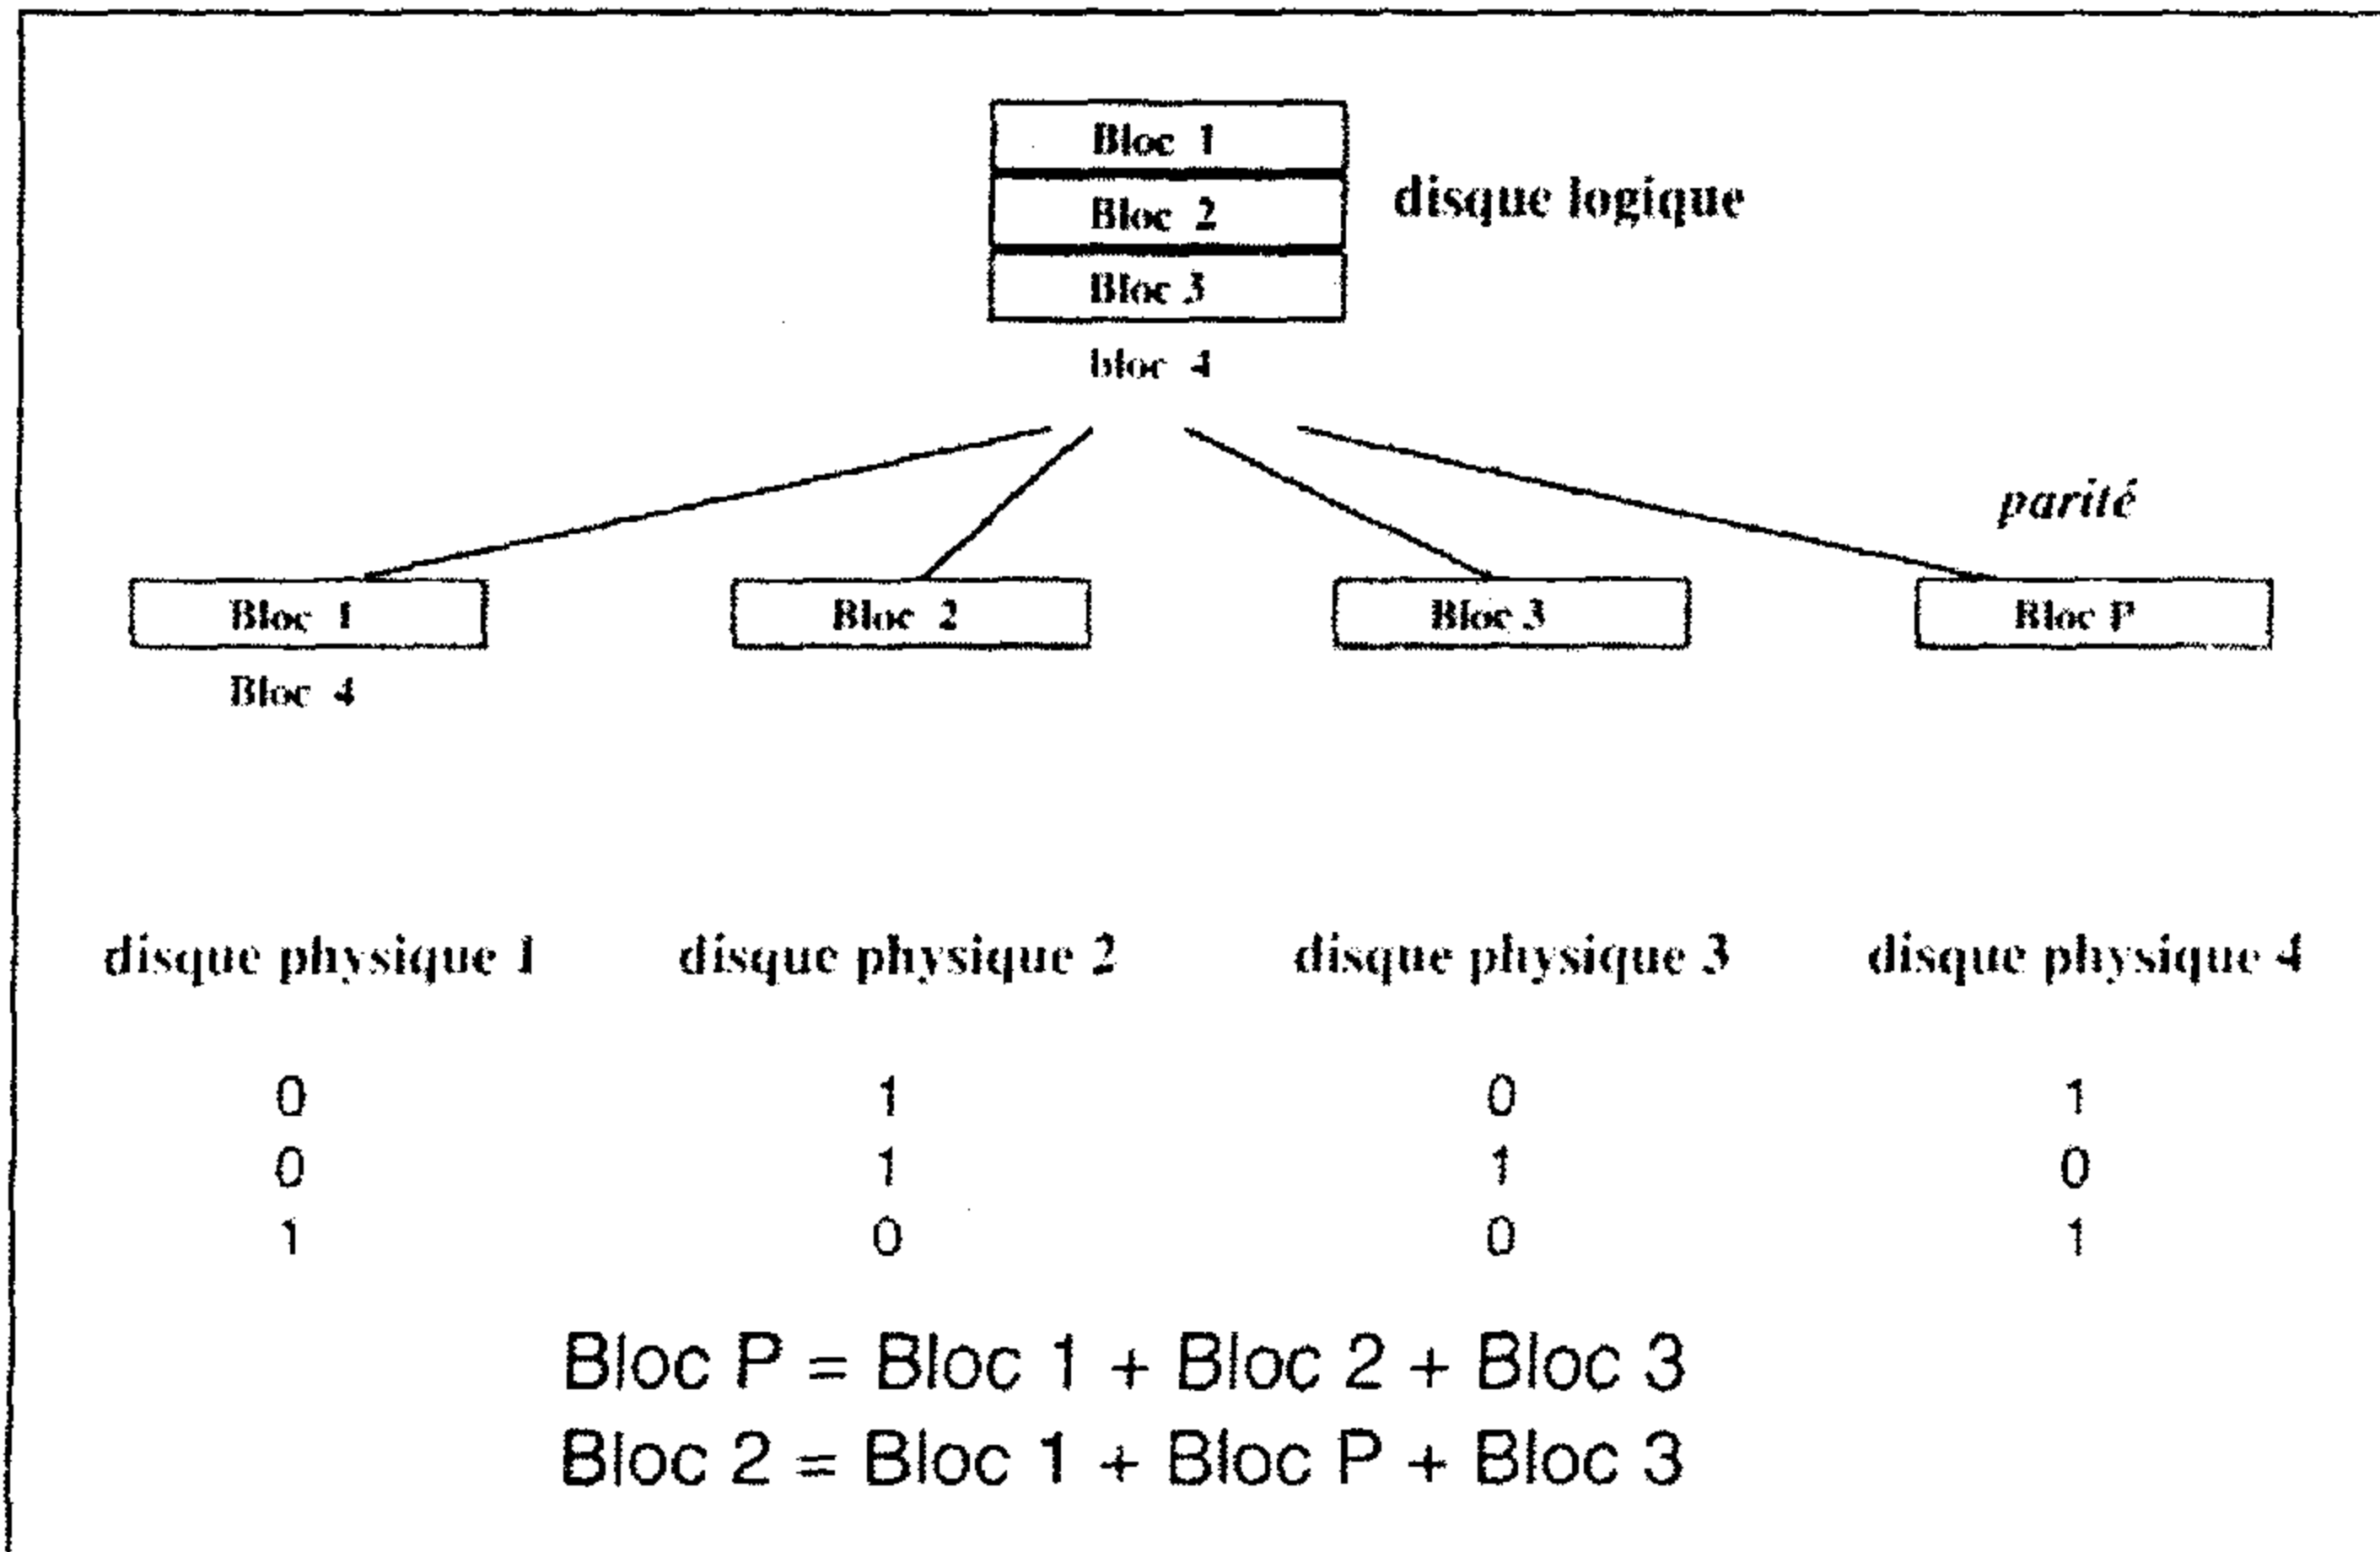 Bloc 1
Bloc 2
disque logique
Bloc 3
bloc 4
parité
Bloc 1 Bloc 2 Bloc 3 Bloc P
Bloc 4
disque physique 1 disque physique 2 disque physique 3 disque physique 4
0 1 0 1
0 1 1 0
1 0 0 1
Bloc P = Bloc 1 + Bloc 2 + Bloc 3
Bloc 2 = Bloc 1 + Bloc P + Bloc 3